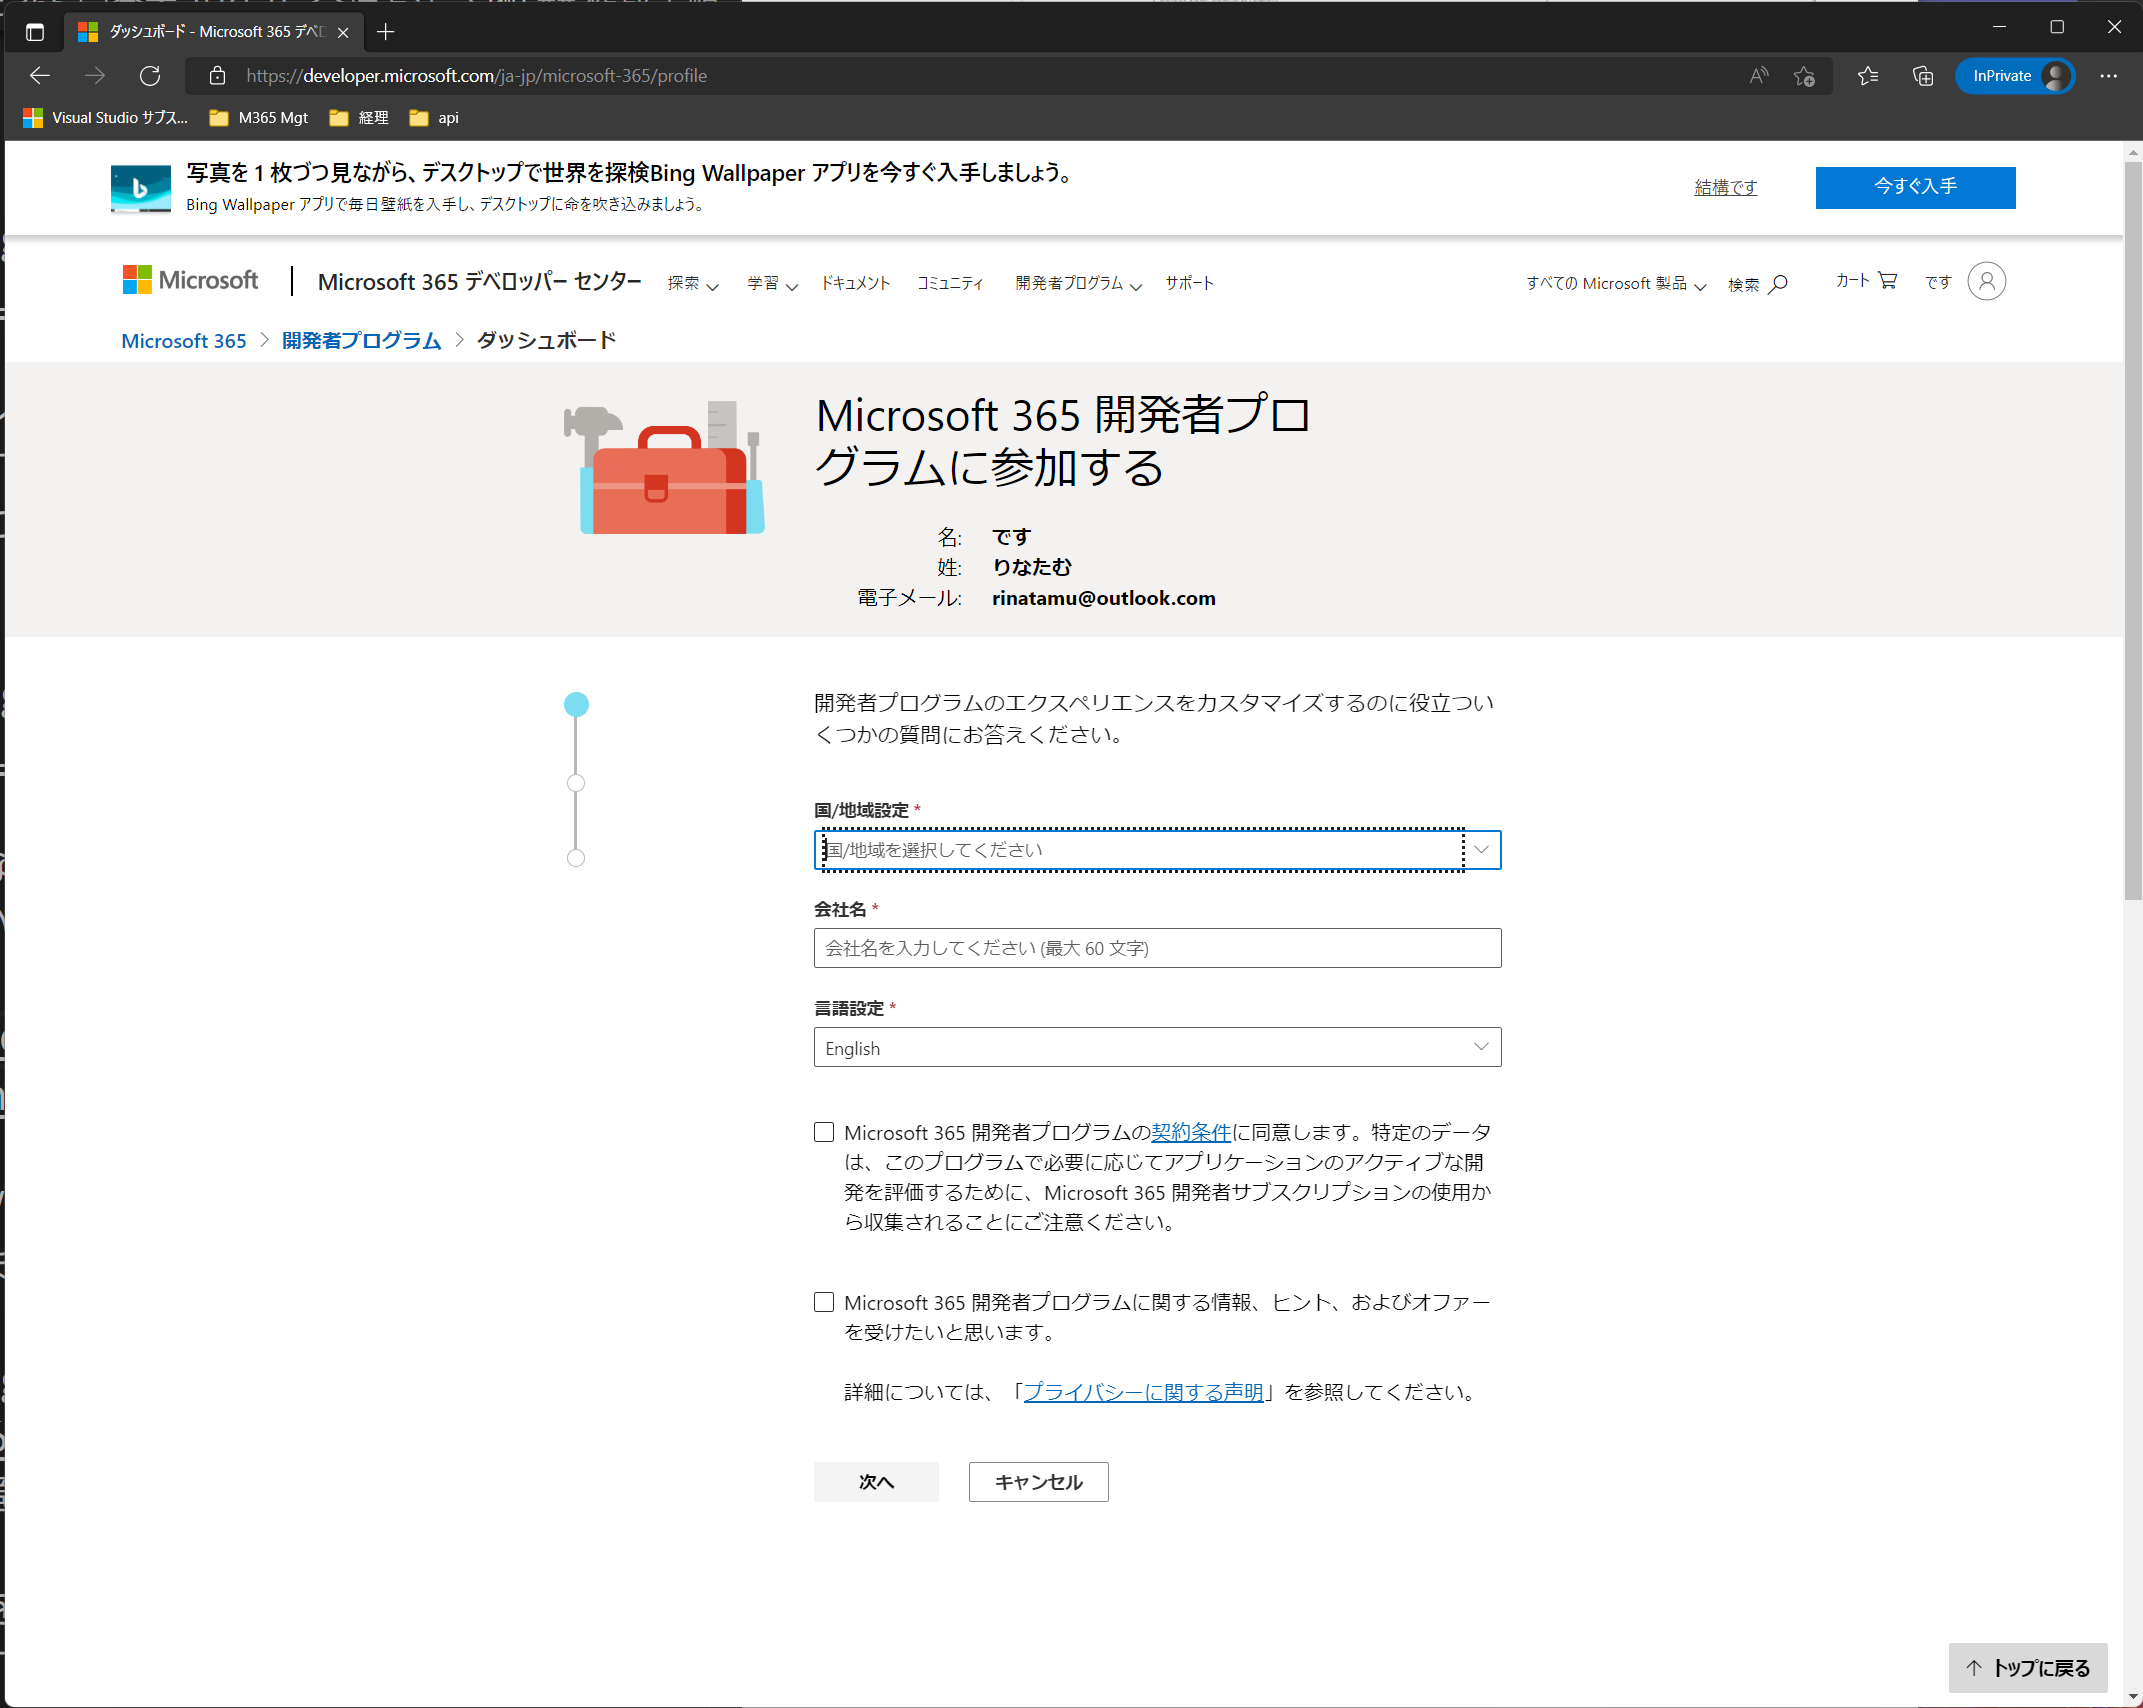 ダッシュボード - Microsoft 365 デベロ
https://developer.microsoft.com/ja-jp/microsoft-365/profile
InPrivate
Visual Studio サブス...
M365 Mgt
経理
api
写真を 1 枚づつ見ながら、デスクトップで世界を探検Bing Wallpaper アプリを今すぐ入手しましょう。
Bing Wallpaper アプリで毎日壁紙を入手し、デスクトップに命を吹き込みましょう。
結構です
今すぐ入手
Microsoft
Microsoft 365 デベロッパー センター
探索
学習
ドキュメント
コミュニティ
開発者プログラム
サポート
すべての Microsoft 製品
検索
カート
です
Microsoft 365 > 開発者プログラム > ダッシュボード
Microsoft 365 開発者プロ
グラムに参加する
名: です
姓: りなたむ
電子メール: rinatamu@outlook.com
開発者プログラムのエクスペリエンスをカスタマイズするのに役立つい
くつかの質問にお答えください。
国/地域設定 *
国/地域を選択してください
会社名 *
会社名を入力してください (最大 60 文字)
言語設定 *
English
Microsoft 365 開発者プログラムの契約条件に同意します。特定のデータ
は、このプログラムで必要に応じてアプリケーションのアクティブな開
発を評価するために、Microsoft 365 開発者サブスクリプションの使用か
ら収集されることにご注意ください。
Microsoft 365 開発者プログラムに関する情報、ヒント、およびオファー
を受けたいと思います。
詳細については、「プライバシーに関する声明」を参照してください。
次へ
キャンセル
トップに戻る